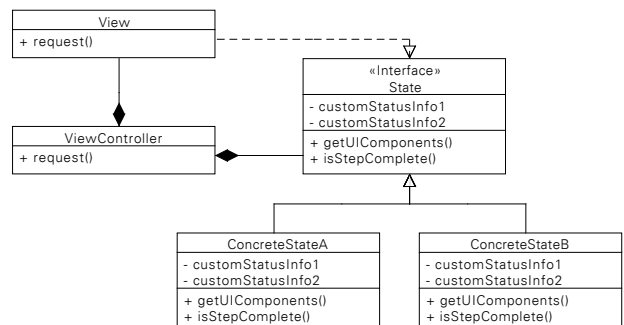 View
+ request()
«Interface»
State
- customStatusInfo1
- customStatusInfo2
+ getUIComponents()
+ isStepComplete()
ViewController
+ request()
ConcreteStateA
- customStatusInfo1
- customStatusInfo2
+ getUIComponents()
+ isStepComplete()
ConcreteStateB
- customStatusInfo1
- customStatusInfo2
+ getUIComponents()
+ isStepComplete()